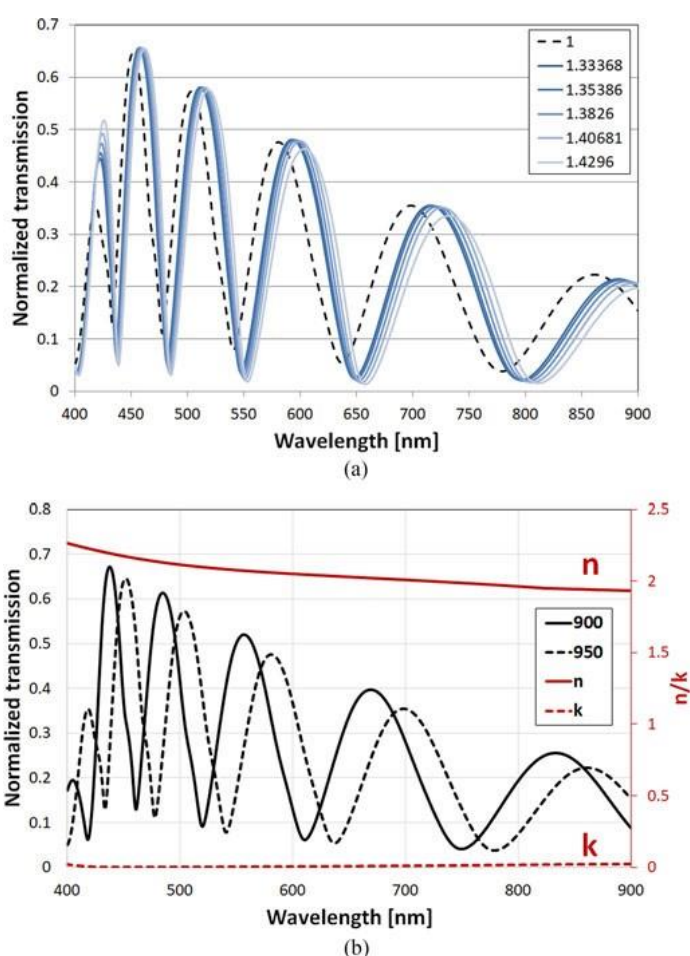 0.7
0.6
0.5
0.4
0.3
0.2
0.1
0
Normalized transmission
1
1.33368
1.35386
1.3826
1.40681
1.4296
400 450 500 550 600 650 700 750 800 850 900
Wavelength [nm]
(a)
0.8
0.7
0.6
0.5
0.4
0.3
0.2
0.1
0
Normalized transmission
n
900
950
n
k
k
2.5
2
1.5
1
0.5
0
n/k
400 500 600 700 800 900
Wavelength [nm]
(b)